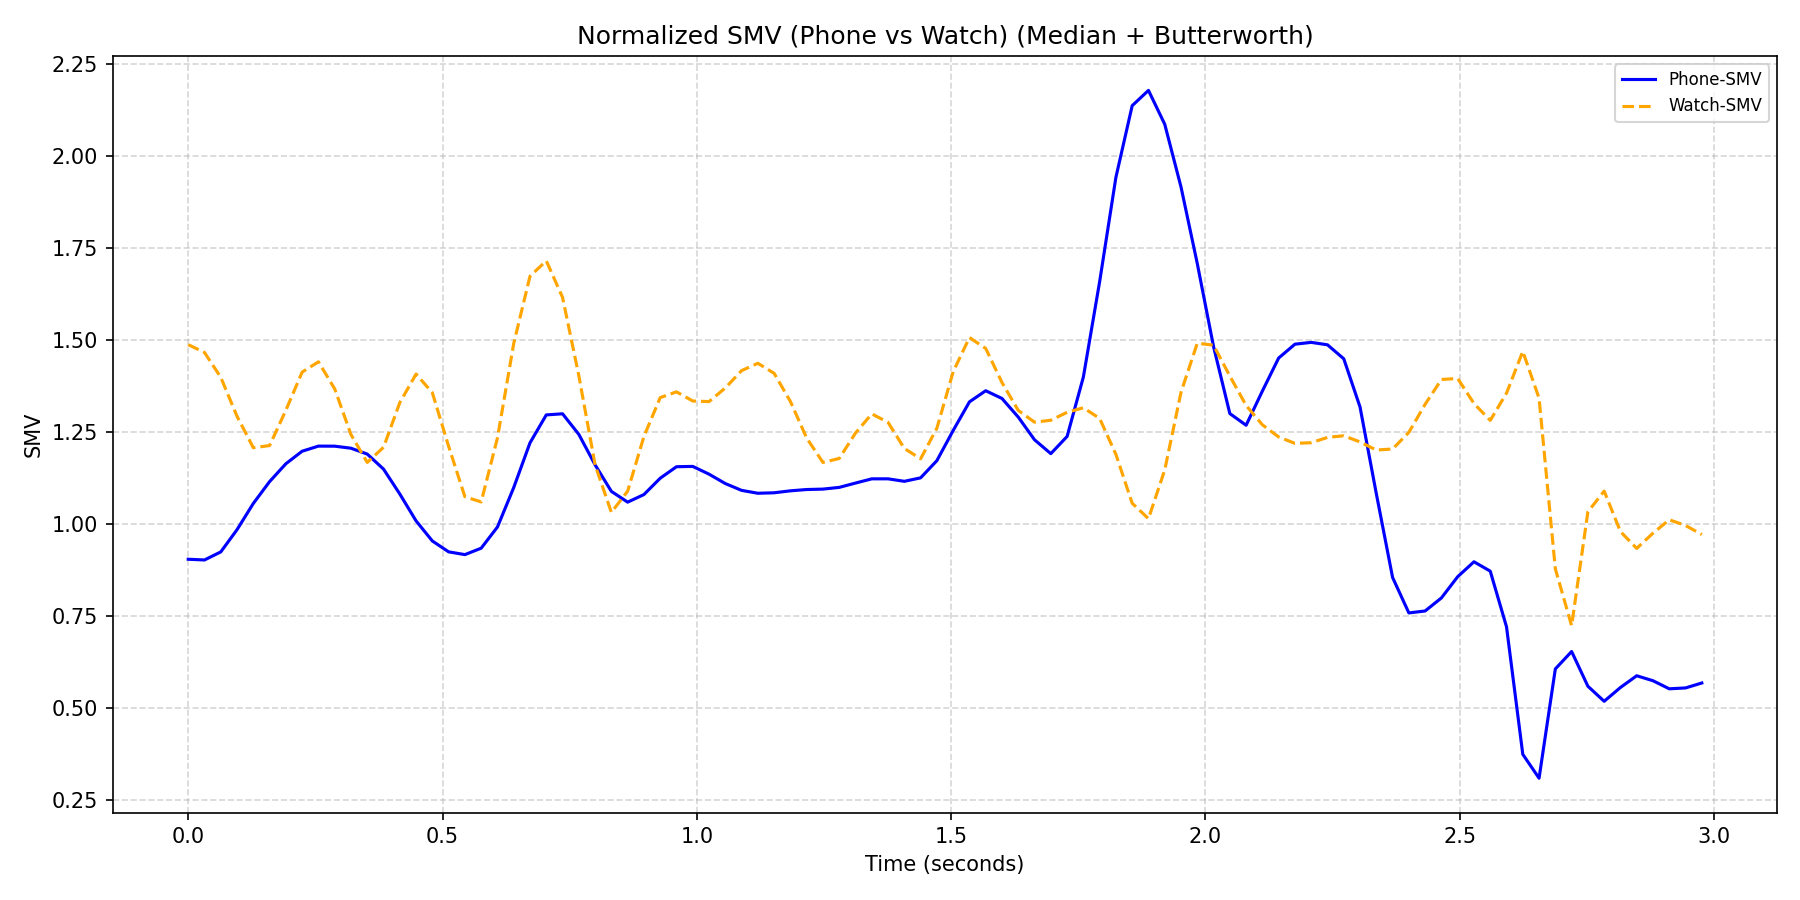 Normalized SMV (Phone vs Watch) (Median + Butterworth)
Phone-SMV
Watch-SMV
SMV
2.25
2.00
1.75
1.50
1.25
1.00
0.75
0.50
0.25
0.0 0.5 1.0 1.5 2.0 2.5 3.0
Time (seconds)